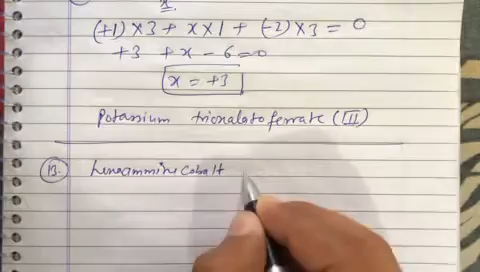 x
(+1) × 3 + x × 1 + (-2) × 3 = 0
+3 + x - 6 = 0
x = +3
Potassium trioxalatoferrate (III)
13. hexaammine cobalt